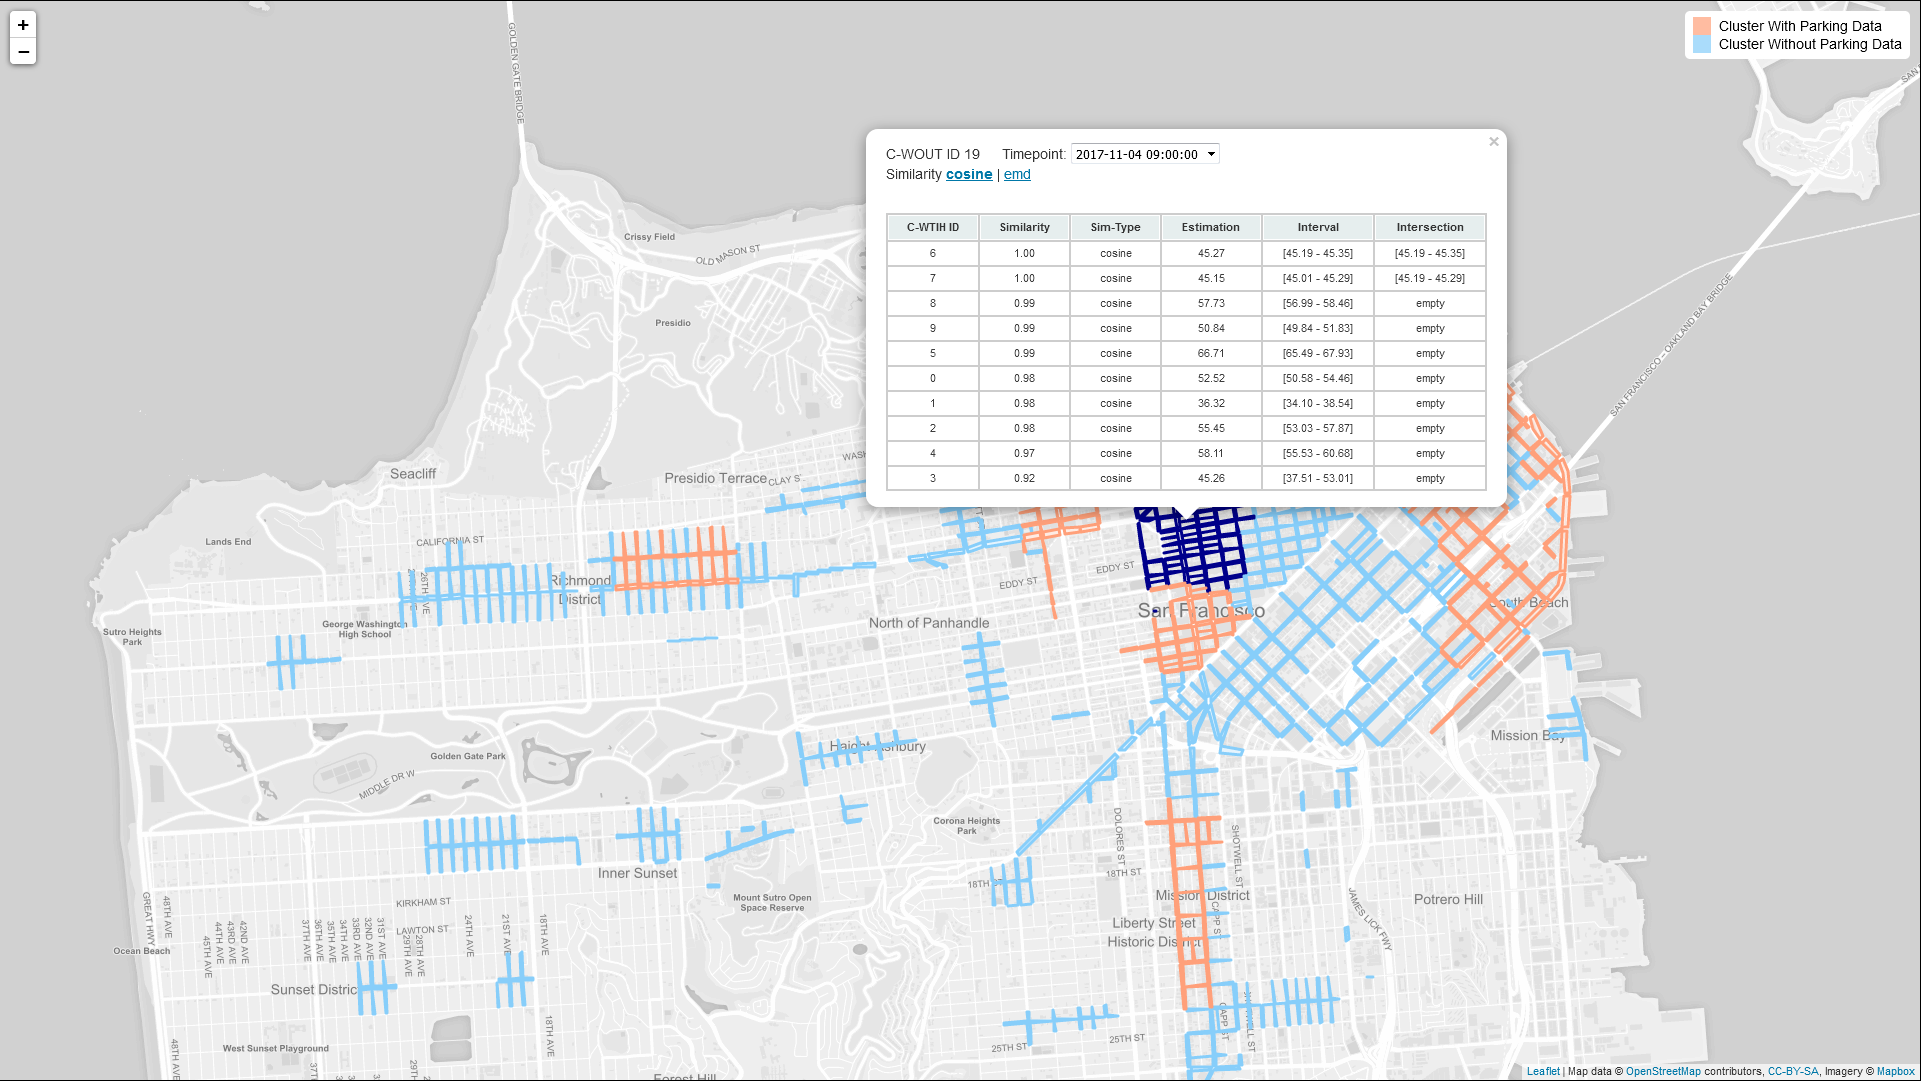 +
−
Cluster With Parking Data
Cluster Without Parking Data
GOLDEN GATE BRIDGE
C-WOUT ID 19 Timepoint: 2017-11-04 09:00:00
×
Similarity cosine | emd
C-WTIH ID Similarity Sim-Type Estimation Interval Intersection
6 1.00 cosine 45.27 [45.19 - 45.35] [45.19 - 45.35]
7 1.00 cosine 45.15 [45.01 - 45.29] [45.19 - 45.29]
8 0.99 cosine 57.73 [56.99 - 58.46] empty
9 0.99 cosine 50.84 [49.84 - 51.83] empty
5 0.99 cosine 66.71 [65.49 - 67.93] empty
0 0.98 cosine 52.52 [50.58 - 54.46] empty
1 0.98 cosine 36.32 [34.10 - 38.54] empty
2 0.98 cosine 55.45 [53.03 - 57.87] empty
4 0.97 cosine 58.11 [55.53 - 60.68] empty
3 0.92 cosine 45.26 [37.51 - 53.01] empty
Crissy Field
OLD MASON ST
Presidio
SAN FRANCISCO – OAKLAND BAY BRIDGE
Seacliff
Presidio Terrace
CLAY S
WASH
Lands End
CALIFORNIA ST
26TH AVE
Richmond
District
EDDY ST
EDDY ST
San Francisco
South Beach
Sutro Heights
Park
George Washington
High School
North of Panhandle
Golden Gate Park
MIDDLE DR W
Haight Ashbury
Mission Bay
Corona Heights
Park
DOLORES ST
SHOTWELL ST
Inner Sunset
18TH ST
18TH ST
Mount Sutro Open
Space Reserve
Mission District
CAPP ST
Potrero Hill
JAMES LICK FWY
Liberty Street
Historic District
KIRKHAM ST
LAWTON ST
GREAT HWY
48TH AVE
45TH AVE
44TH AVE
43RD AVE
42ND AVE
37TH AVE
36TH AVE
35TH AVE
34TH AVE
33RD AVE
32ND AVE
31ST AVE
29TH AVE
28TH AVE
24TH AVE
21ST AVE
18TH AVE
Ocean Beach
Sunset Distric
CAPP ST
18TH AVE
West Sunset Playground
48TH AVE
37TH
29TH
25TH ST
25TH ST
Forest Hill
Leaflet | Map data © OpenStreetMap contributors, CC-BY-SA, Imagery © Mapbox